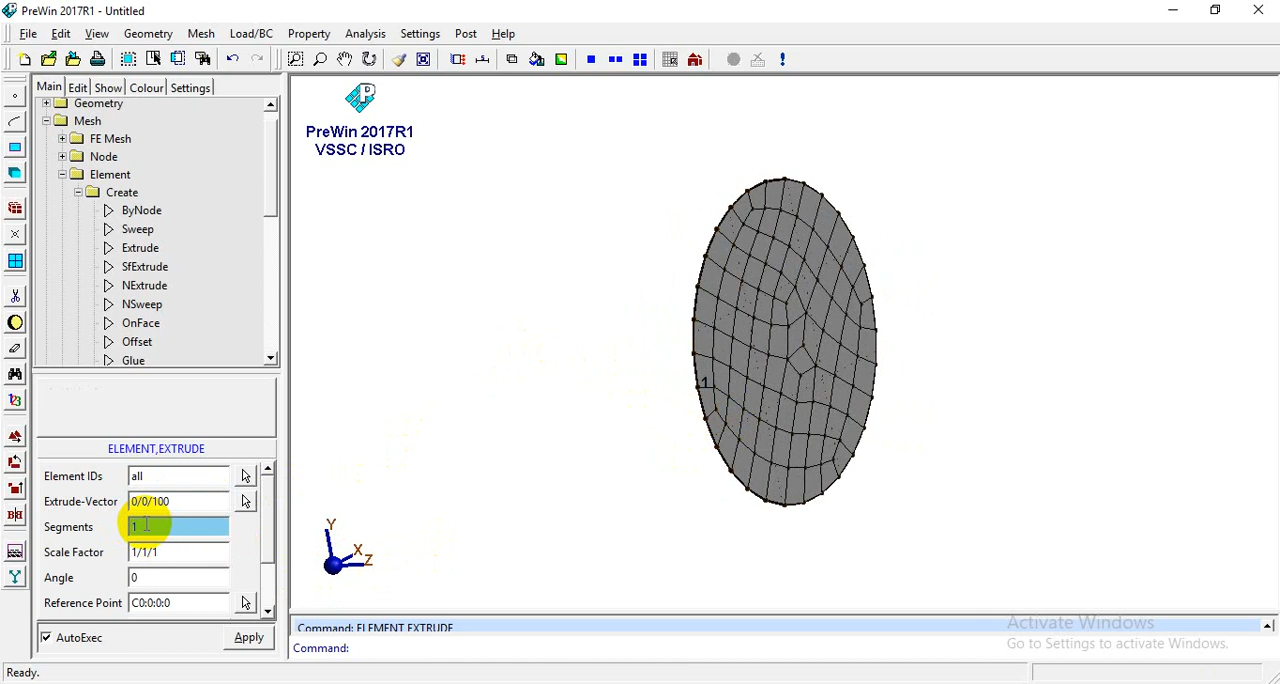 PreWin 2017R1 - Untitled
File Edit View Geometry Mesh Load/BC Property Analysis Settings Post Help
Main Edit Show Colour Settings
Geometry
Mesh
FE Mesh
Node
Element
Create
ByNode
Sweep
Extrude
SfExtrude
NExtrude
NSweep
OnFace
Offset
Glue
ELEMENT,EXTRUDE
Element IDs all
Extrude-Vector 0/0/100
Segments 1
Scale Factor 1/1/1
Angle 0
Reference Point C0:0:0:0
AutoExec Apply
PreWin 2017R1
VSSC / ISRO
1
Y
X
Z
Command: ELEMENT EXTRUDE
Command:
Activate Windows
Go to Settings to activate Windows.
Ready.